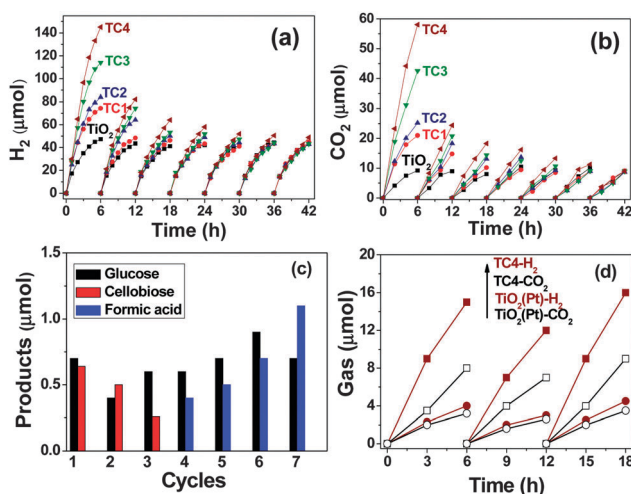 (a)
H2 (μmol)
140
120
100
80
60
40
20
0
TC4
TC3
TC2
TC1
TiO2
0 6 12 18 24 30 36 42
Time (h)
(b)
CO2 (μmol)
60
50
40
30
20
10
0
TC4
TC3
TC2
TC1
TiO2
0 6 12 18 24 30 36 42
Time (h)
(c)
Products (μmol)
1.5
1.0
0.5
0.0
Glucose
Cellobiose
Formic acid
1 2 3 4 5 6 7
Cycles
(d)
Gas (μmol)
20
16
12
8
4
0
TC4-H2
TC4-CO2
TiO2(Pt)-H2
TiO2(Pt)-CO2
0 3 6 9 12 15 18
Time (h)